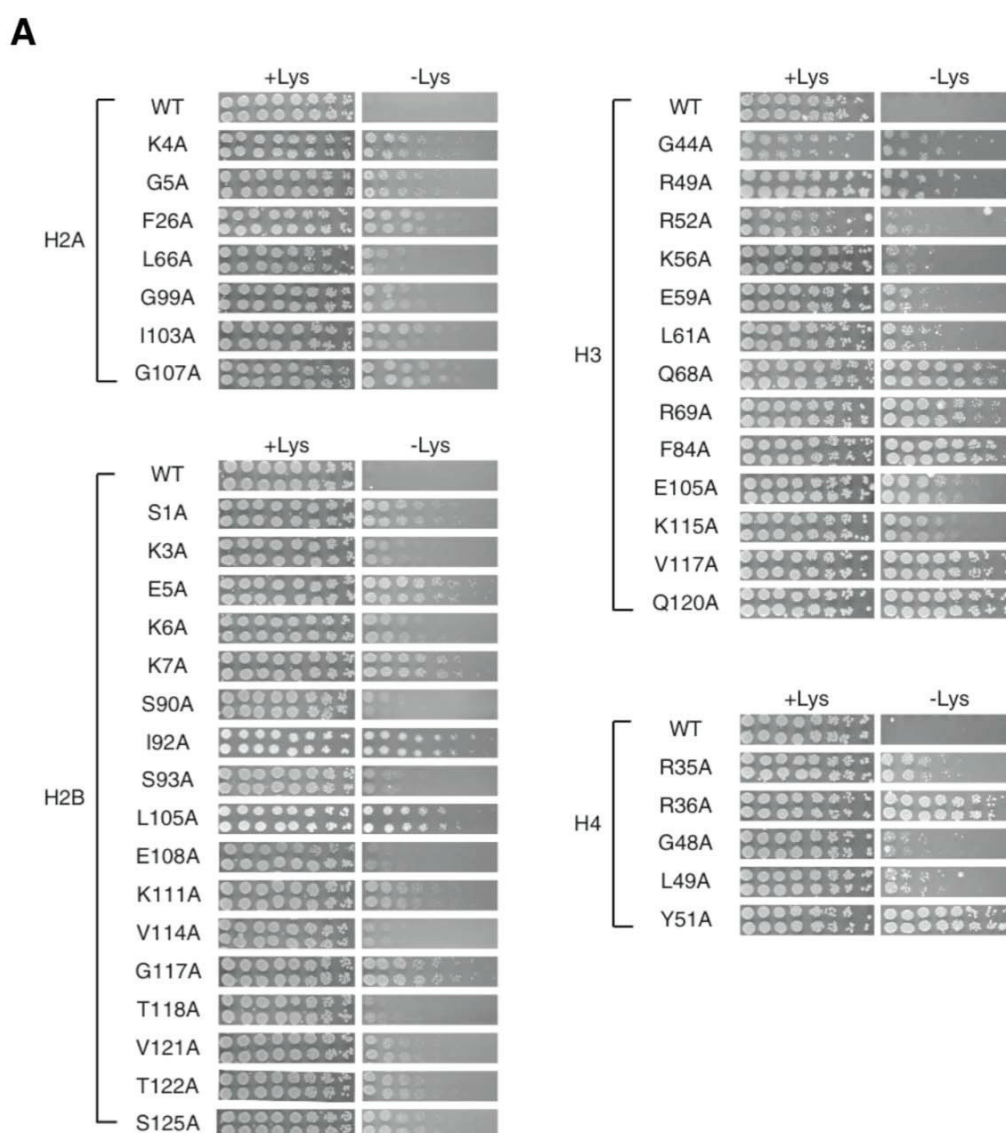 A
+Lys -Lys
H2A
WT
K4A
G5A
F26A
L66A
G99A
I103A
G107A
+Lys -Lys
H2B
WT
S1A
K3A
E5A
K6A
K7A
S90A
I92A
S93A
L105A
E108A
K111A
V114A
G117A
T118A
V121A
T122A
S125A
+Lys -Lys
H3
WT
G44A
R49A
R52A
K56A
E59A
L61A
Q68A
R69A
F84A
E105A
K115A
V117A
Q120A
+Lys -Lys
H4
WT
R35A
R36A
G48A
L49A
Y51A